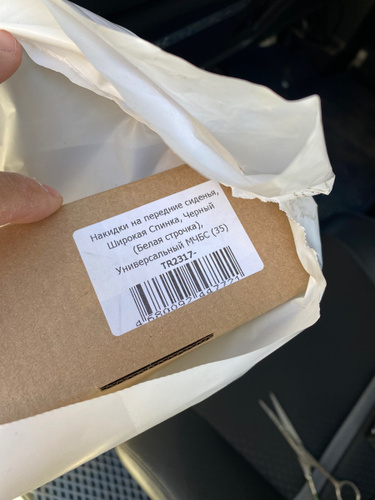 Накидки на передние сиденья,
Широкая Спинка, Черный
(Белая строчка),
Универсальный МЧБС (35)
TR2317-